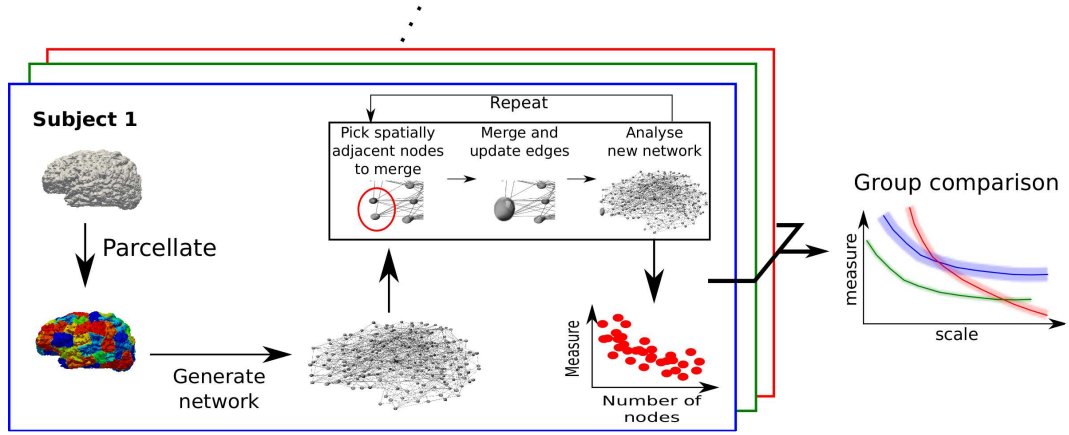 Subject 1
Parcellate
Generate
network
Repeat
Pick spatially
adjacent nodes
to merge
Merge and
update edges
Analyse
new network
Measure
Number of
nodes
Group comparison
measure
scale